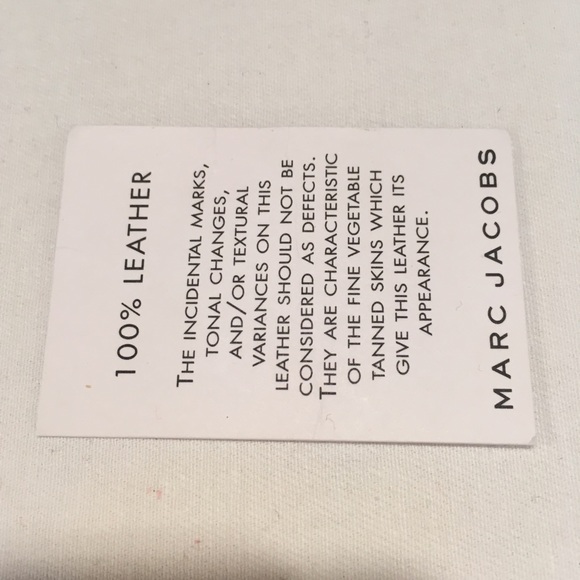 100% LEATHER
THE INCIDENTAL MARKS,
TONAL CHANGES,
AND/OR TEXTURAL
VARIANCES ON THIS
LEATHER SHOULD NOT BE
CONSIDERED AS DEFECTS.
THEY ARE CHARACTERISTIC
OF THE FINE VEGETABLE
TANNED SKINS WHICH
GIVE THIS LEATHER ITS
APPEARANCE.
MARC JACOBS